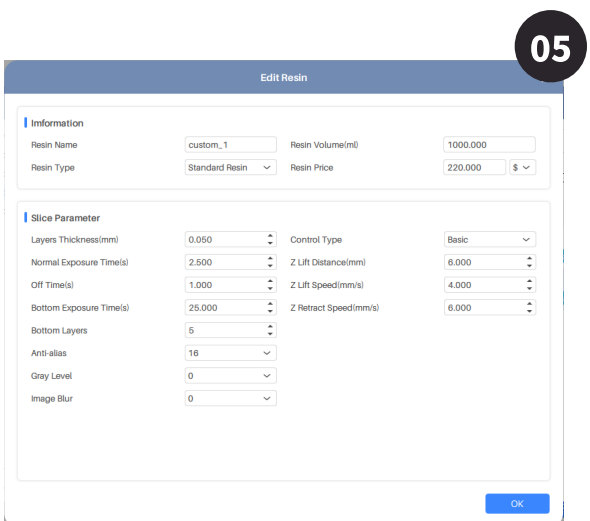 05
Edit Resin
Imformation
Resin Name custom_1 Resin Volume(ml) 1000.000
Resin Type Standard Resin Resin Price 220.000 $
Slice Parameter
Layers Thickness(mm) 0.050 Control Type Basic
Normal Exposure Time(s) 2.500 Z Lift Distance(mm) 6.000
Off Time(s) 1.000 Z Lift Speed(mm/s) 4.000
Bottom Exposure Time(s) 25.000 Z Retract Speed(mm/s) 6.000
Bottom Layers 5
Anti-alias 16
Gray Level 0
Image Blur 0
OK